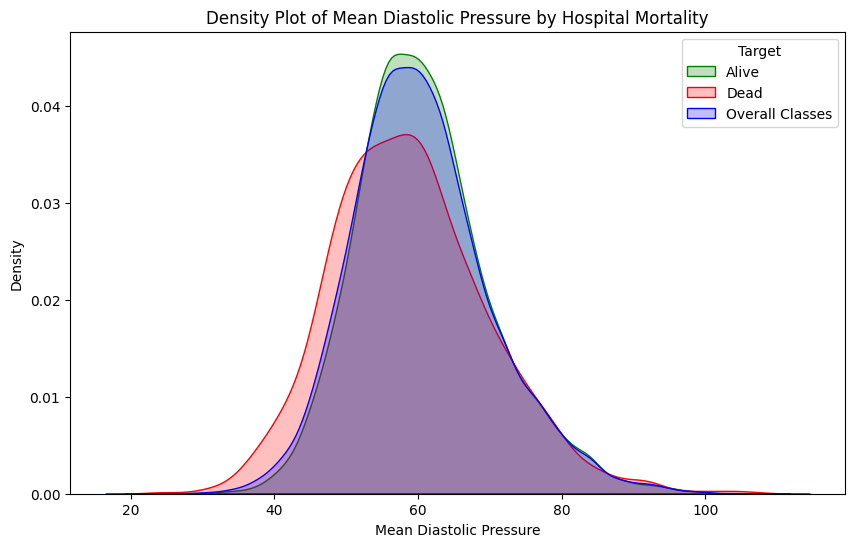 Density Plot of Mean Diastolic Pressure by Hospital Mortality
Target
Alive
Dead
Overall Classes
Density
0.04
0.03
0.02
0.01
0.00
20 40 60 80 100
Mean Diastolic Pressure